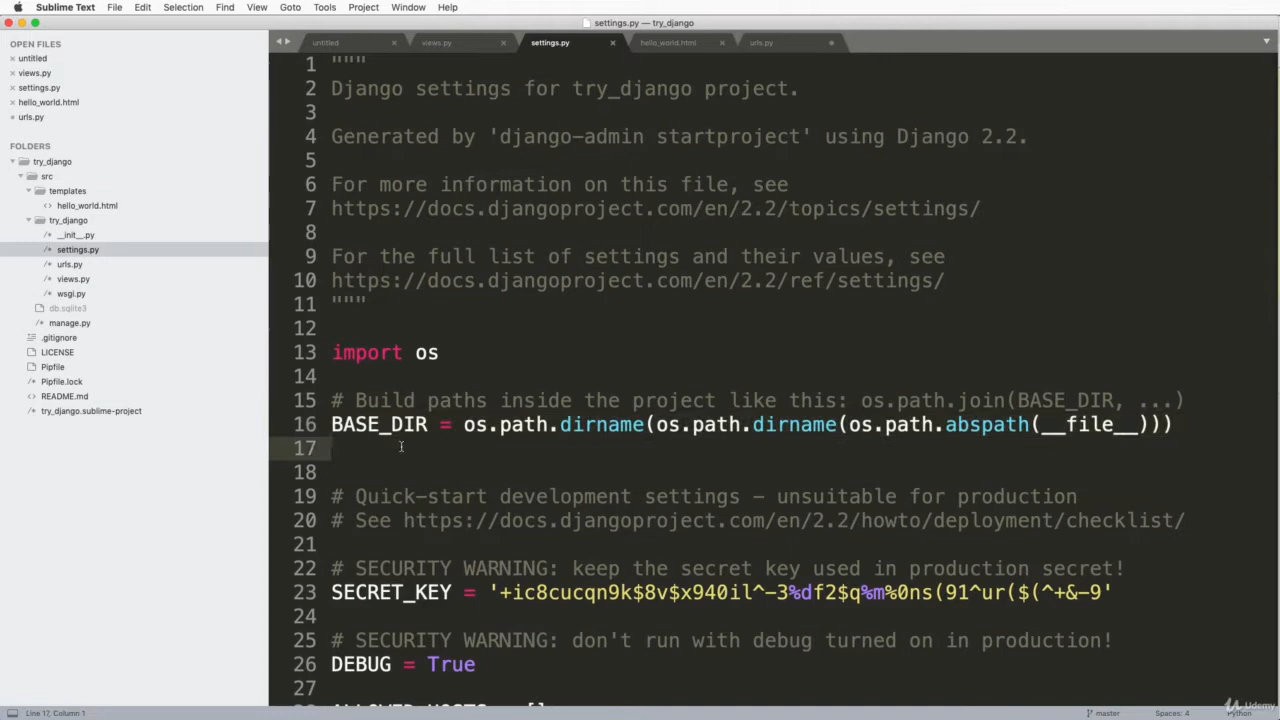 Sublime Text File Edit Selection Find View Goto Tools Project Window Help
settings.py — try_django
OPEN FILES
untitled
views.py
settings.py
hello_world.html
urls.py
FOLDERS
try_django
src
templates
<> hello_world.html
try_django
/* __init__.py
/* settings.py
/* urls.py
/* views.py
/* wsgi.py
db.sqlite3
/* manage.py
.gitignore
LICENSE
Pipfile
Pipfile.lock
README.md
try_django.sublime-project
untitled views.py settings.py hello_world.html urls.py
1 """
2 Django settings for try_django project.
3
4 Generated by 'django-admin startproject' using Django 2.2.
5
6 For more information on this file, see
7 https://docs.djangoproject.com/en/2.2/topics/settings/
8
9 For the full list of settings and their values, see
10 https://docs.djangoproject.com/en/2.2/ref/settings/
11 """
12
13 import os
14
15 # Build paths inside the project like this: os.path.join(BASE_DIR, ...)
16 BASE_DIR = os.path.dirname(os.path.dirname(os.path.abspath(__file__)))
17
18
19 # Quick-start development settings - unsuitable for production
20 # See https://docs.djangoproject.com/en/2.2/howto/deployment/checklist/
21
22 # SECURITY WARNING: keep the secret key used in production secret!
23 SECRET_KEY = '+ic8cucqn9k$8v$x940il^-3%df2$q%m%0ns(91^ur($(^+&-9'
24
25 # SECURITY WARNING: don't run with debug turned on in production!
26 DEBUG = True
27
28 ALLOWED_HOSTS = []
Line 17, Column 1
master
Spaces: 4
Python
Udemy